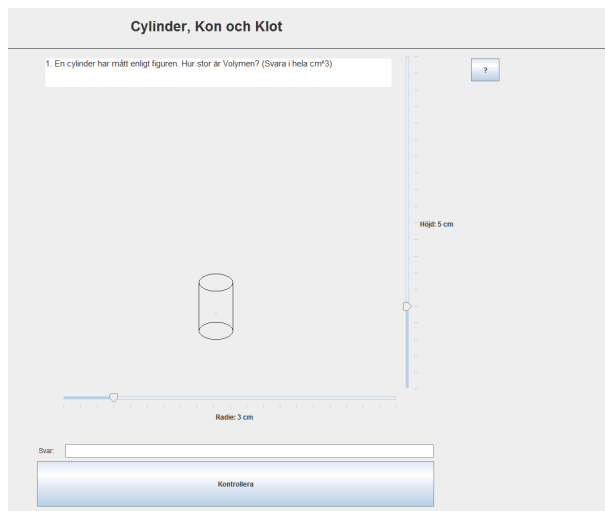 Cylinder, Kon och Klot
1. En cylinder har mått enligt figuren. Hur stor är Volymen? (Svara i hela cm^3)
?
Höjd: 5 cm
Radie: 3 cm
Svar:
Kontrollera